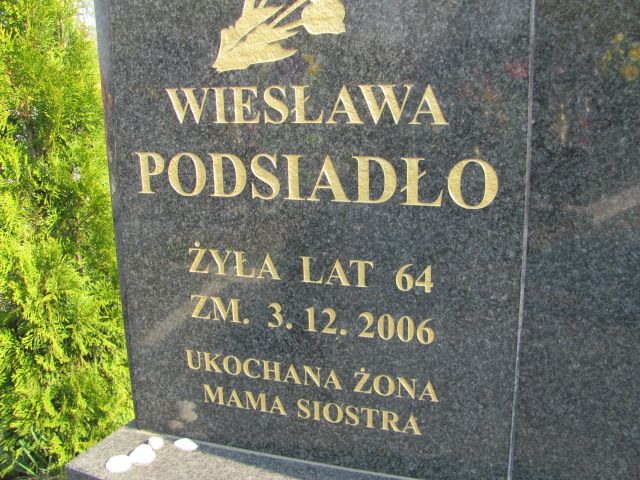 WIESŁAWA
PODSIADŁO
ŻYŁA LAT 64
ZM. 3. 12. 2006
UKOCHANA ŻONA
MAMA SIOSTRA